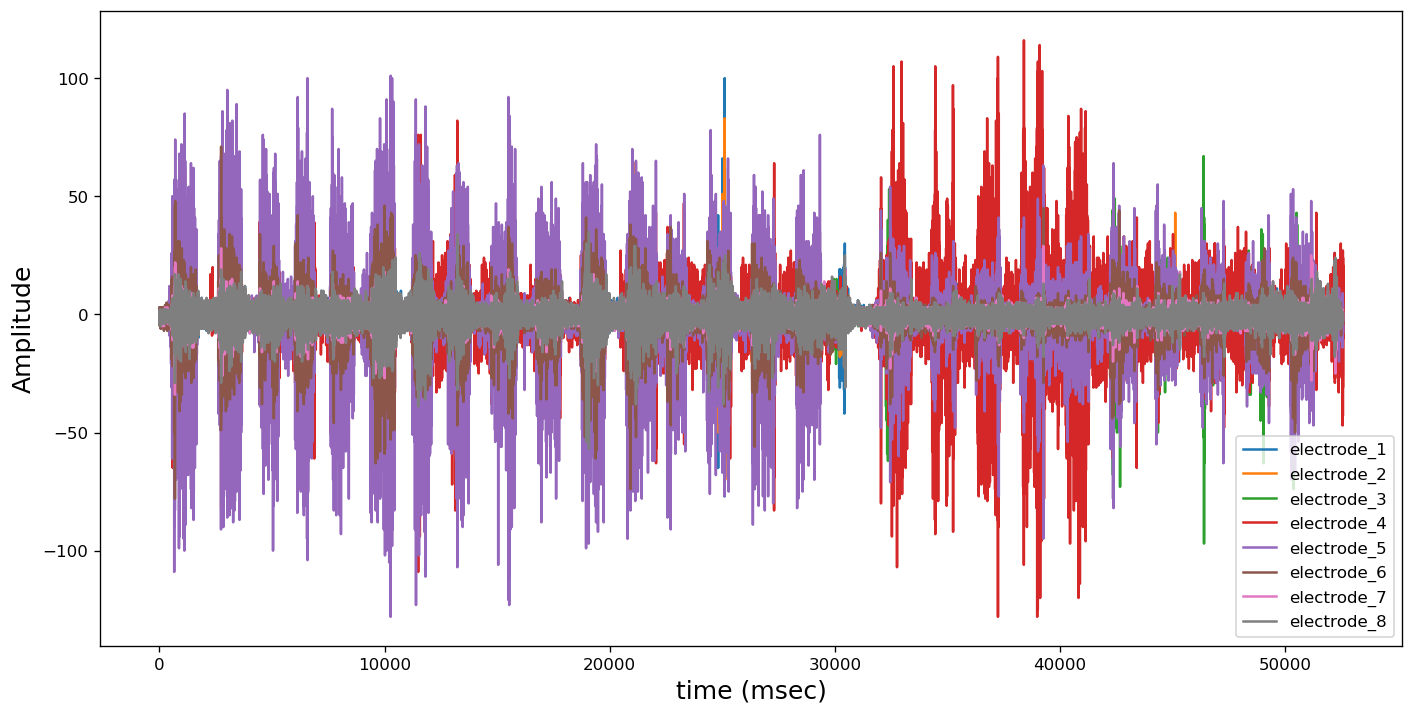 Amplitude
100
50
0
−50
−100
0
10000
20000
30000
40000
50000
time (msec)
electrode_1
electrode_2
electrode_3
electrode_4
electrode_5
electrode_6
electrode_7
electrode_8